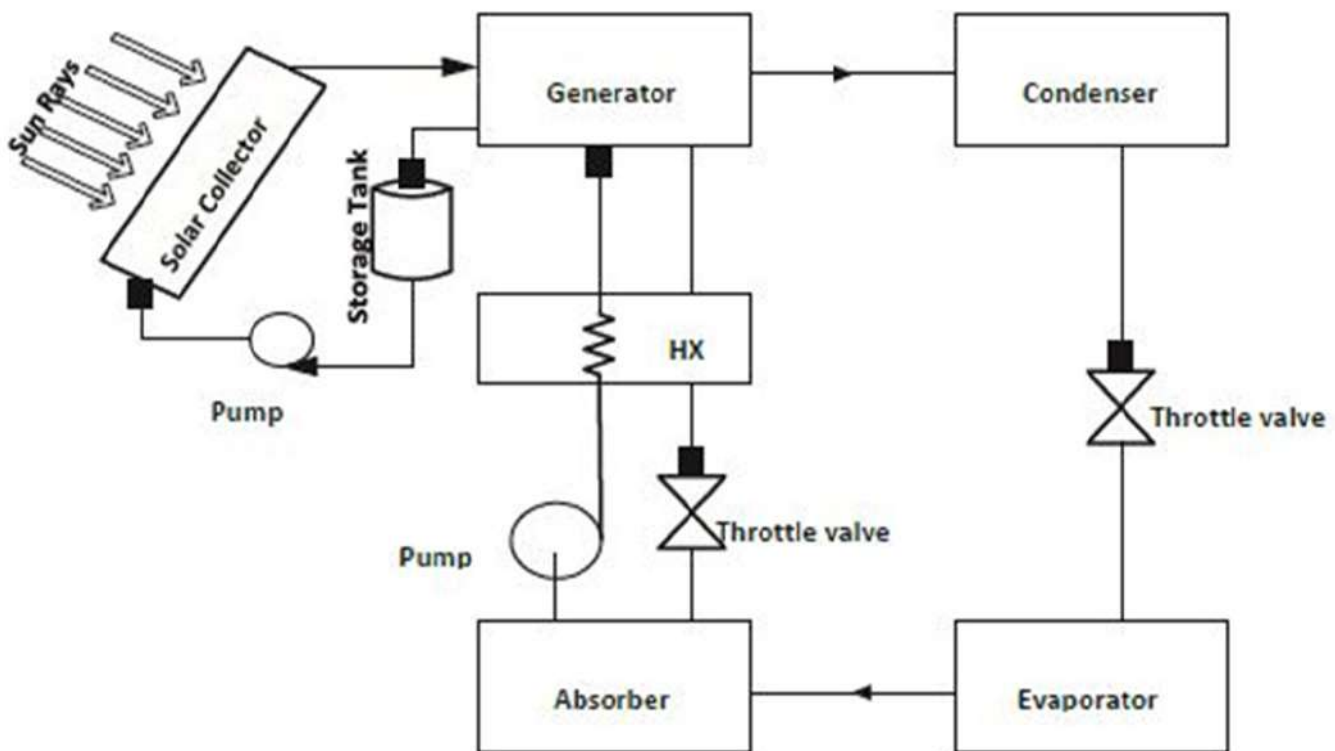 Sun Rays
Solar Collector
Generator
Condenser
Storage Tank
HX
Pump
Throttle valve
Throttle valve
Pump
Absorber
Evaporator